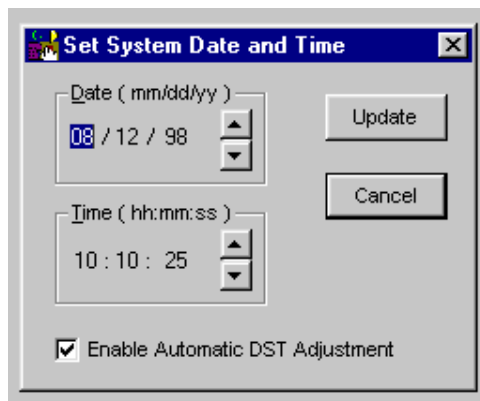 Set System Date and Time
Date ( mm/dd/yy )
08 / 12 / 98
Update
Cancel
Time ( hh:mm:ss )
10 : 10 : 25
Enable Automatic DST Adjustment